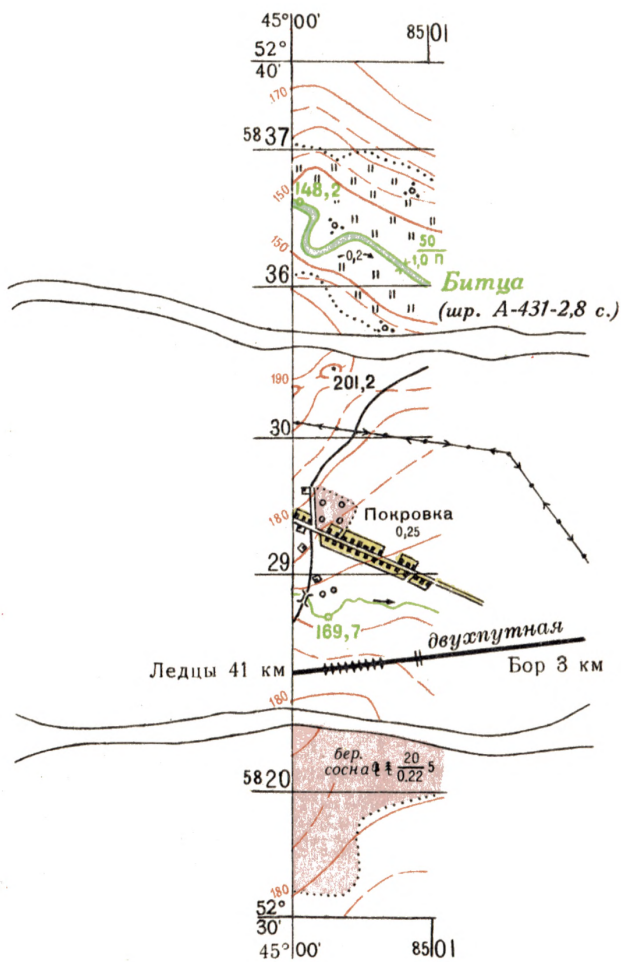 45° 00′ 85 01
52°
40′
170
58 37
150
148,2
50
1,0 П
0,2
150
58 36
Битца
(шр. А-431-2,8 с.)
190
201,2
30
180
Покровка
0,25
29
169,7
двухпутная
Ледцы 41 км
Бор 3 км
180
бер.
сосна 20 5
0.22
58 20
180
52°
30′
45° 00′ 85 01